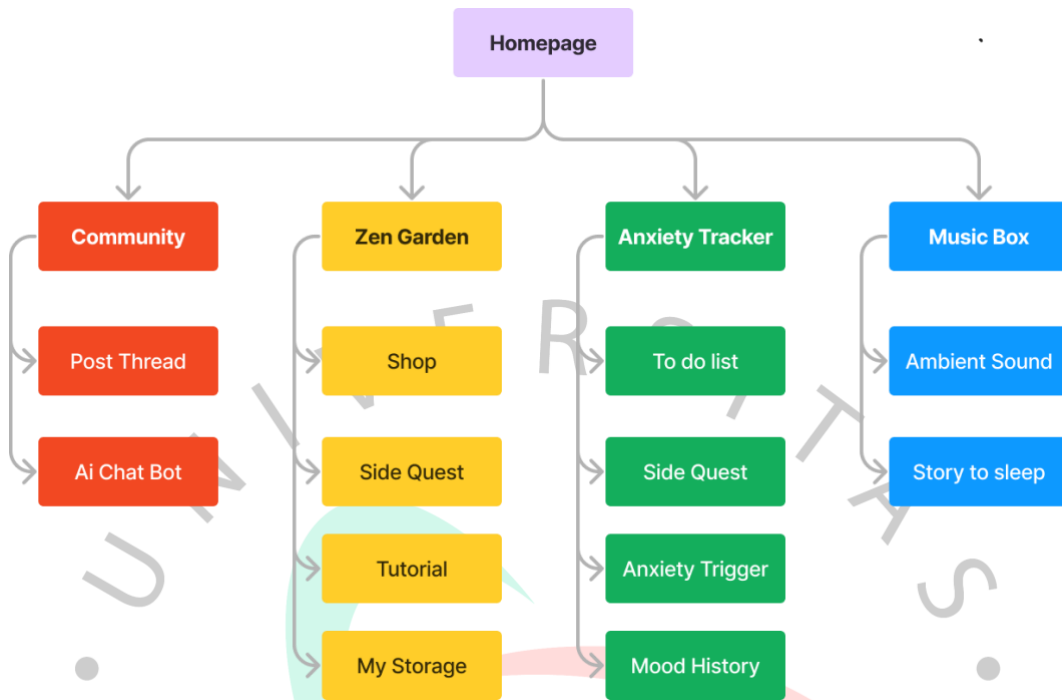 Homepage
Community
Zen Garden
Anxiety Tracker
Music Box
Post Thread
Shop
To do list
Ambient Sound
Ai Chat Bot
Side Quest
Side Quest
Story to sleep
Tutorial
Anxiety Trigger
My Storage
Mood History
UNIVERSITAS